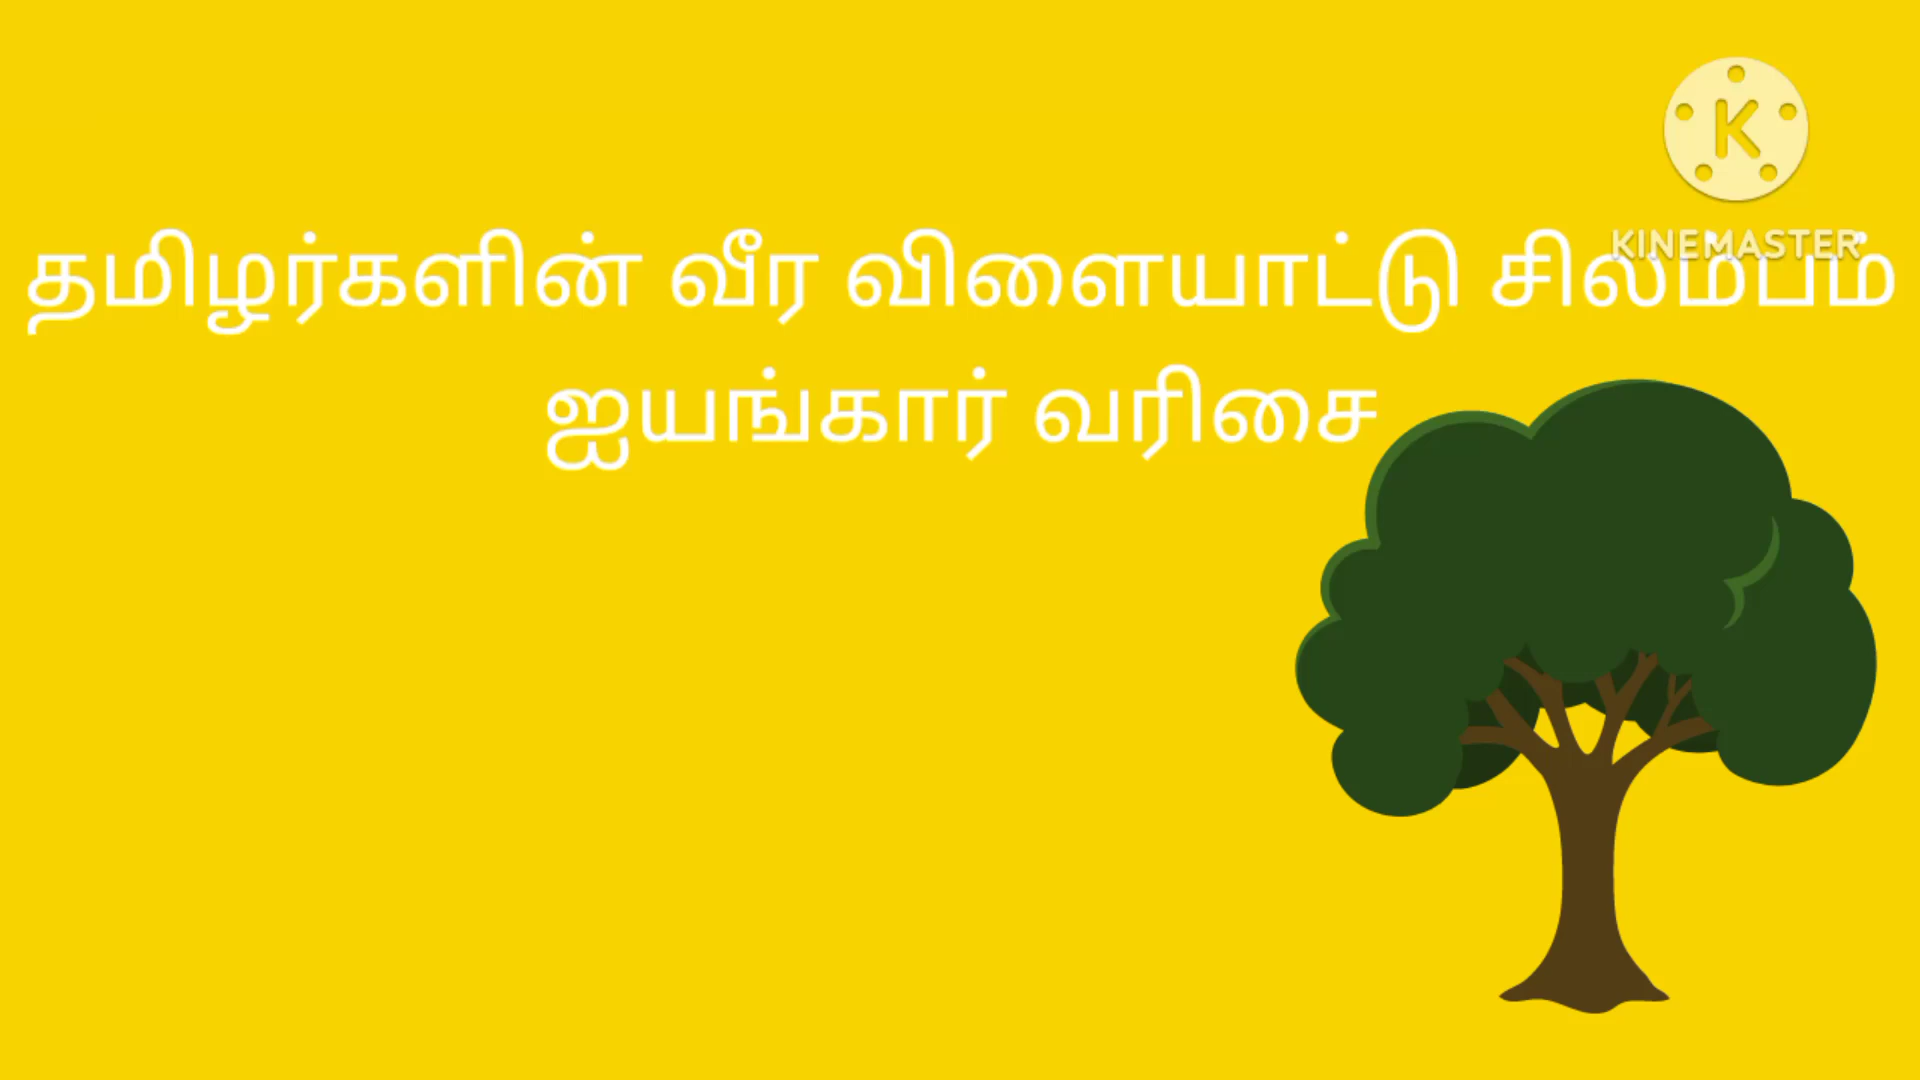 K
KINEMASTER
தமிழர்களின் வீர விளையாட்டு சிலம்பம்
ஐயங்கார் வரிசை